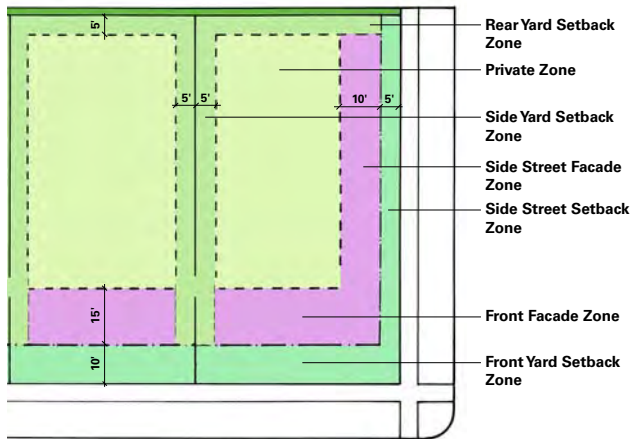 5'
Rear Yard Setback
Zone
Private Zone
5'
5'
10'
5'
Side Yard Setback
Zone
Side Street Facade
Zone
Side Street Setback
Zone
15'
Front Facade Zone
10'
Front Yard Setback
Zone